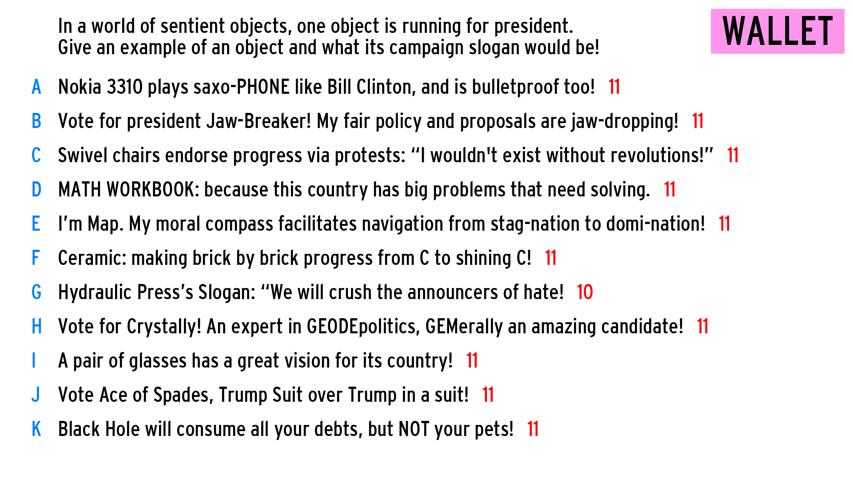 In a world of sentient objects, one object is running for president.
Give an example of an object and what its campaign slogan would be!
WALLET
A Nokia 3310 plays saxo-PHONE like Bill Clinton, and is bulletproof too! 11
B Vote for president Jaw-Breaker! My fair policy and proposals are jaw-dropping! 11
C Swivel chairs endorse progress via protests: “I wouldn't exist without revolutions!” 11
D MATH WORKBOOK: because this country has big problems that need solving. 11
E I’m Map. My moral compass facilitates navigation from stag-nation to domi-nation! 11
F Ceramic: making brick by brick progress from C to shining C! 11
G Hydraulic Press’s Slogan: “We will crush the announcers of hate! 10
H Vote for Crystally! An expert in GEODEpolitics, GEMerally an amazing candidate! 11
I A pair of glasses has a great vision for its country! 11
J Vote Ace of Spades, Trump Suit over Trump in a suit! 11
K Black Hole will consume all your debts, but NOT your pets! 11